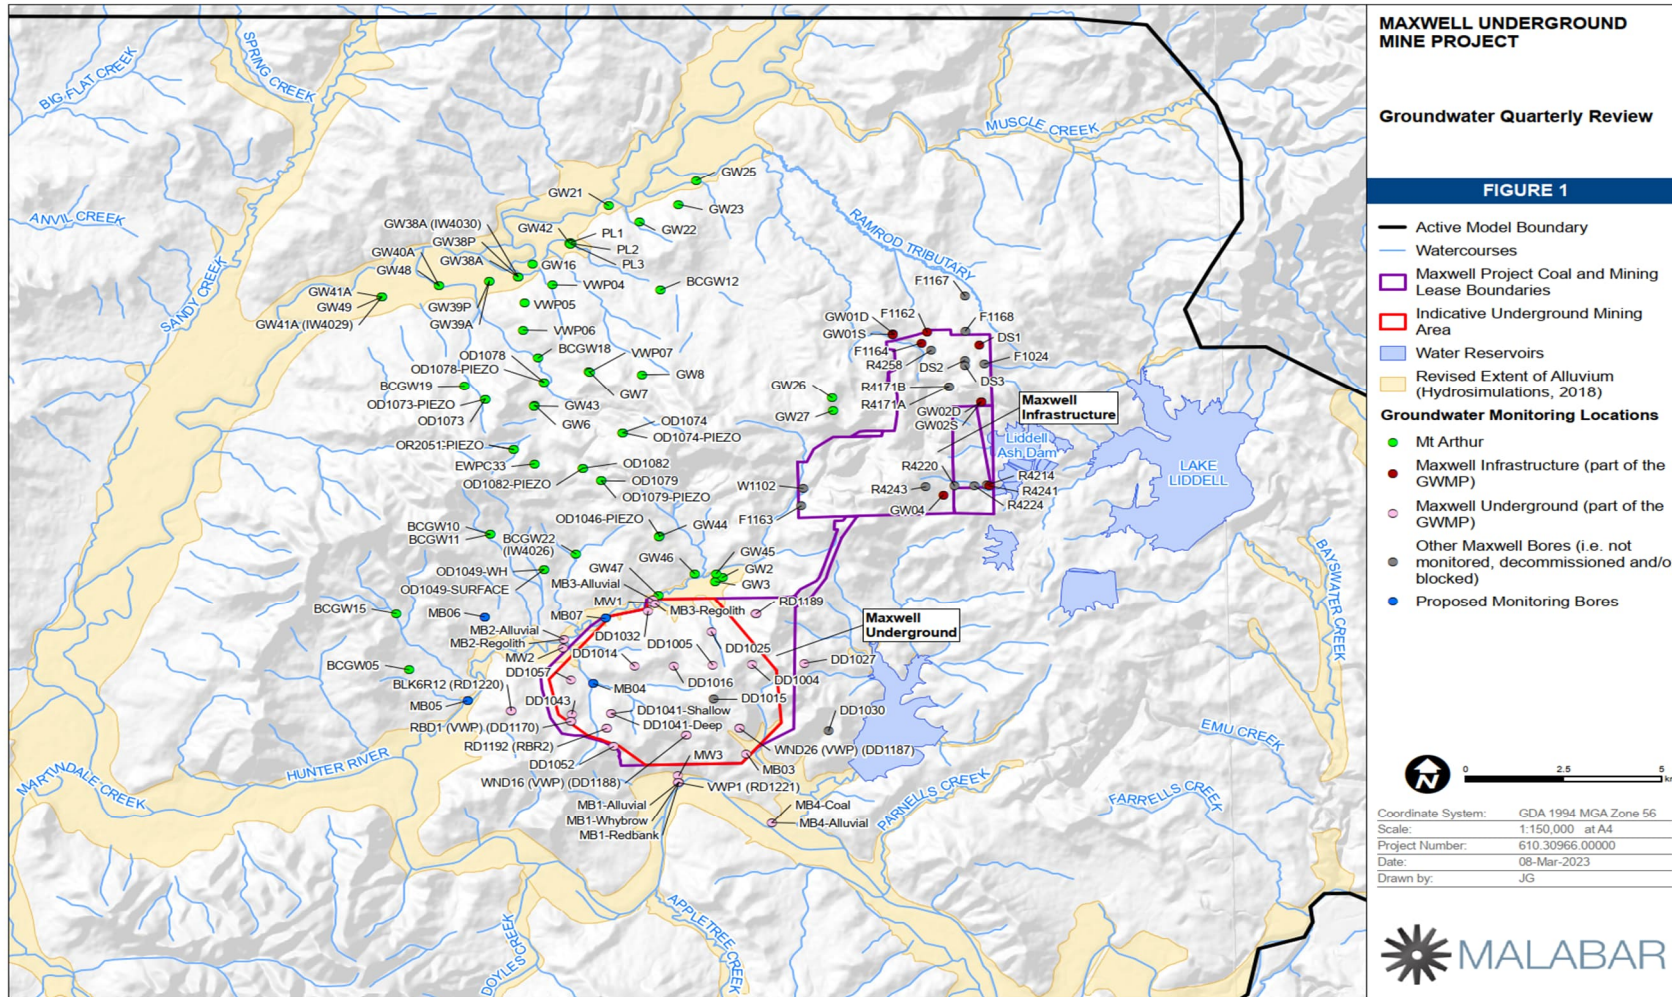 MAXWELL UNDERGROUND
MINE PROJECT
Groundwater Quarterly Review
FIGURE 1
Active Model Boundary
Watercourses
Maxwell Project Coal and Mining
Lease Boundaries
Indicative Underground Mining
Area
Water Reservoirs
Revised Extent of Alluvium
(Hydrosimulations, 2018)
Groundwater Monitoring Locations
Mt Arthur
Maxwell Infrastructure (part of the
GWMP)
Maxwell Underground (part of the
GWMP)
Other Maxwell Bores (i.e. not
monitored, decommissioned and/o
blocked)
Proposed Monitoring Bores
N
0 2.5 5
k
Coordinate System: GDA 1994 MGA Zone 56
Scale: 1:150,000 at A4
Project Number: 610.30966.00000
Date: 08-Mar-2023
Drawn by: JG
MALABAR
BIG FLAT CREEK
SPRING CREEK
MUSCLE CREEK
ANVIL CREEK
SANDY CREEK
RAMROD TRIBUTARY
GW25
GW21
GW23
GW22
GW38A (IW4030)
GW42
PL1
PL2
PL3
GW38P
GW38A
GW40A
GW48
GW16
GW41A
GW49
GW41A (IW4029)
GW39P
GW39A
VWP04
VWP05
BCGW12
VWP06
BCGW18
VWP07
OD1078
OD1078-PIEZO
BCGW19
GW7
GW8
OD1073-PIEZO
OD1073
GW43
GW6
OD1074
OD1074-PIEZO
OR2051-PIEZO
EWPC33
OD1082
OD1082-PIEZO
OD1079
OD1079-PIEZO
F1167
F1162
F1168
GW01D
GW01S
DS1
F1164
R4258
DS2
F1024
DS3
R4171B
R4171A
GW26
GW27
GW02D
GW02S
Maxwell
Infrastructure
Liddell
Ash Dam
LAKE
LIDDELL
R4220
R4214
R4241
R4224
R4243
GW04
W1102
F1163
OD1046-PIEZO
GW44
BCGW10
BCGW11
BCGW22
(IW4026)
GW46
GW45
GW2
GW3
GW47
OD1049-WH
OD1049-SURFACE
MB3-Alluvial
MW1
MB3-Regolith
RD1189
BCGW15
MB06
MB07
MB2-Alluvial
MB2-Regolith
MW2
DD1032
DD1005
DD1025
DD1014
Maxwell
Underground
DD1027
BCGW05
DD1057
DD1016
DD1004
BLK6R12 (RD1220)
MB04
DD1015
MB05
DD1043
DD1041-Shallow
DD1041-Deep
DD1030
RBD1 (VWP) (DD1170)
RD1192 (RBR2)
WND26 (VWP) (DD1187)
DD1052
MW3
MB03
WND16 (VWP) (DD1188)
VWP1 (RD1221)
MB1-Alluvial
MB1-Whybrow
MB1-Redbank
MB4-Coal
MB4-Alluvial
HUNTER RIVER
MARTINDALE CREEK
PARNELLS CREEK
FARRELLS CREEK
EMU CREEK
BAYSWATER CREEK
DOYLES CREEK
APPLETREE CREEK